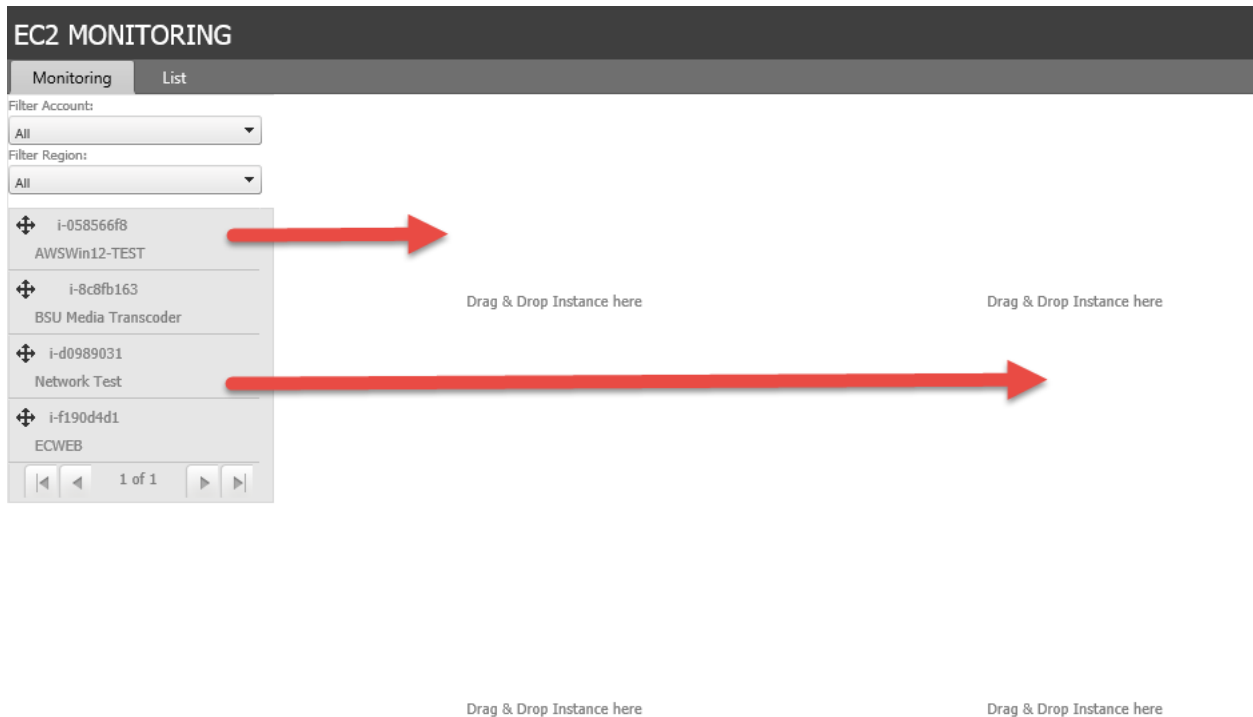 EC2 MONITORING
Monitoring List
Filter Account:
All
Filter Region:
All
i-058566f8
AWSWin12-TEST
i-8c8fb163
BSU Media Transcoder
i-d0989031
Network Test
i-f190d4d1
ECWEB
1 of 1
Drag & Drop Instance here
Drag & Drop Instance here
Drag & Drop Instance here
Drag & Drop Instance here